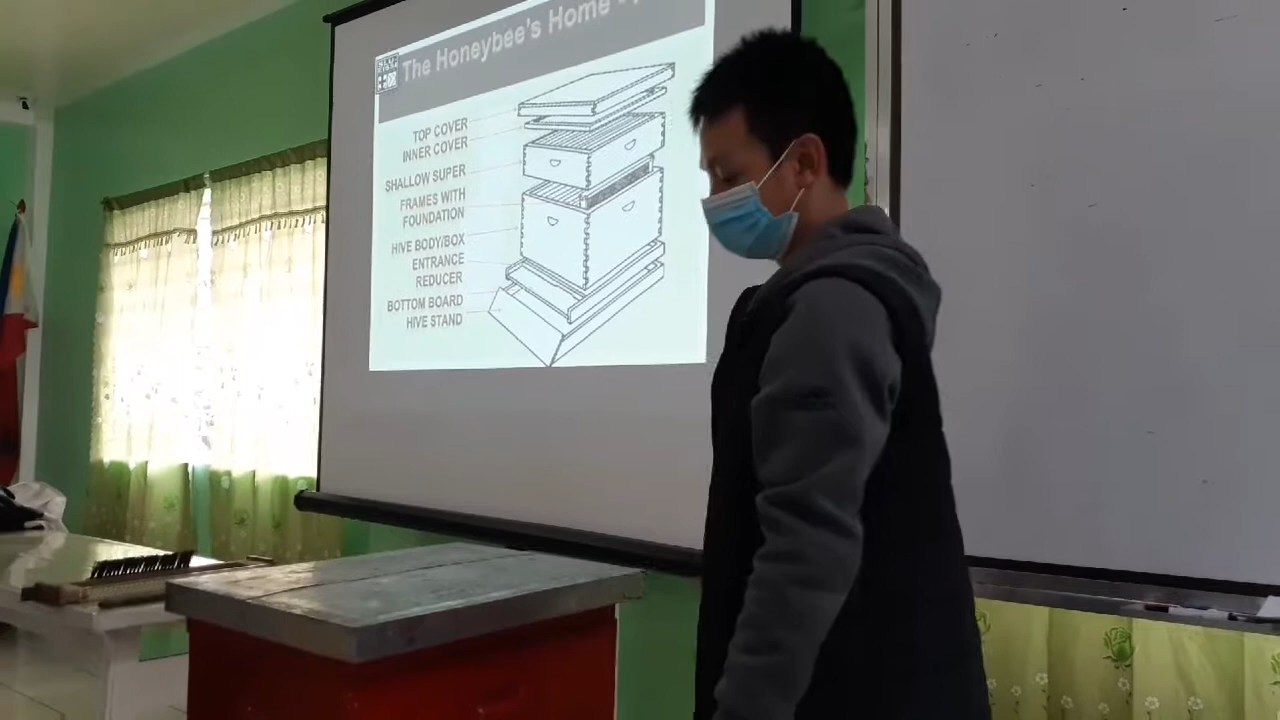 The Honeybee's Home
TOP COVER
INNER COVER
SHALLOW SUPER
FRAMES WITH
FOUNDATION
HIVE BODY/BOX
ENTRANCE
REDUCER
BOTTOM BOARD
HIVE STAND